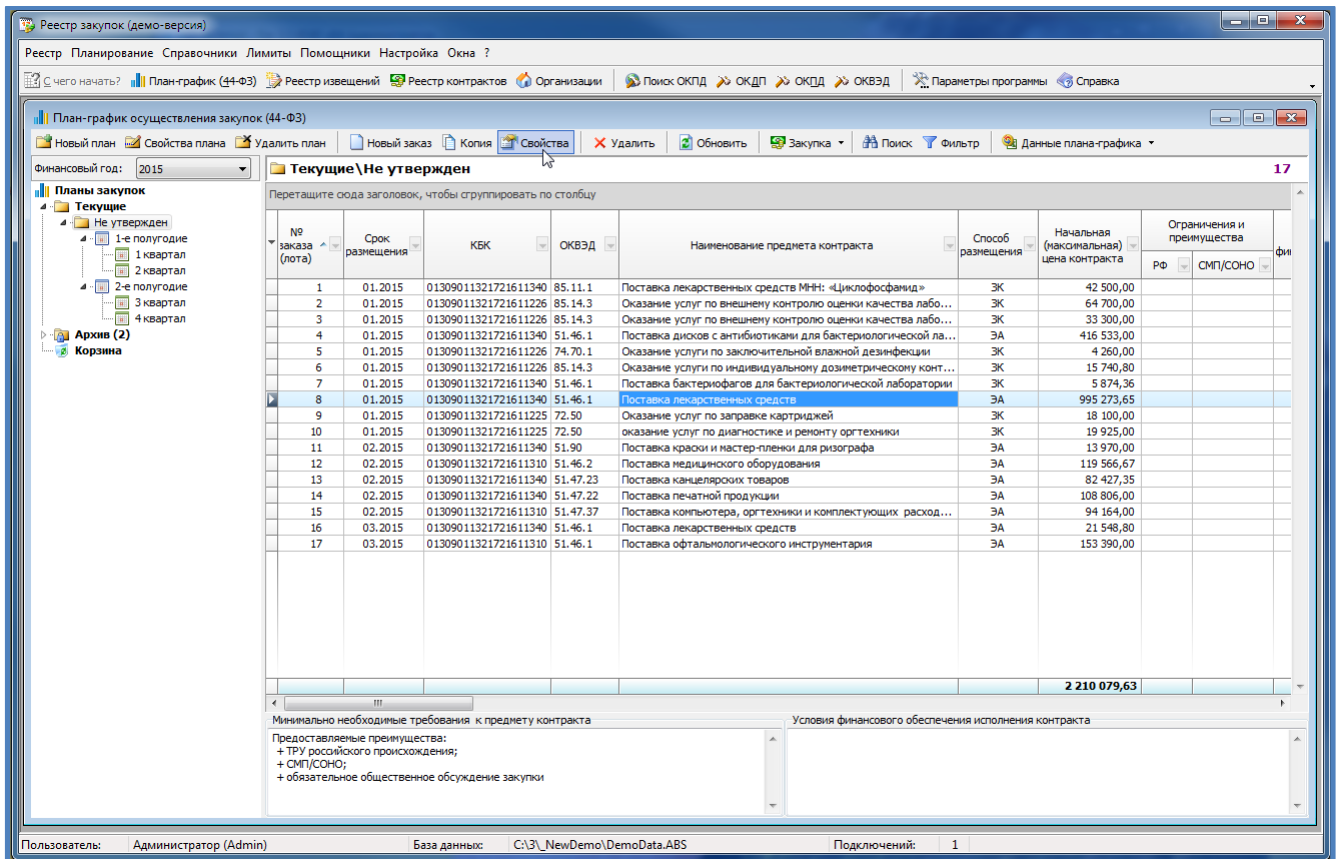 Реестр закупок (демо-версия)
Реестр Планирование Справочники Лимиты Помощники Настройка Окна ?
С чего начать? План-график (44-ФЗ) Реестр извещений Реестр контрактов Организации Поиск ОКПД ОКДП ОКПД ОКВЭД Параметры программы Справка
План-график осуществления закупок (44-ФЗ)
Новый план Свойства плана Удалить план Новый заказ Копия Свойства Удалить Обновить Закупка Поиск Фильтр Данные плана-графика
Финансовый год: 2015
Текущие\Не утвержден 17
Планы закупок
Текущие
Не утвержден
1-е полугодие
1 квартал
2 квартал
2-е полугодие
3 квартал
4 квартал
Архив (2)
Корзина
Перетащите сюда заголовок, чтобы сгруппировать по столбцу
№ заказа (лота) Срок размещения КБК ОКВЭД Наименование предмета контракта Способ размещения Начальная (максимальная) цена контракта Ограничения и преимущества фи
РФ СМП/СОНО
1 01.2015 01309011321721611340 85.11.1 Поставка лекарственных средств МНН: «Циклофосфамид» ЗК 42 500,00
2 01.2015 01309011321721611226 85.14.3 Оказание услуг по внешнему контролю оценки качества лабо... ЗК 64 700,00
3 01.2015 01309011321721611226 85.14.3 Оказание услуг по внешнему контролю оценки качества лабо... ЗК 33 300,00
4 01.2015 01309011321721611340 51.46.1 Поставка дисков с антибиотиками для бактериологической ла... ЭА 416 533,00
5 01.2015 01309011321721611226 74.70.1 Оказание услуги по заключительной влажной дезинфекции ЗК 4 260,00
6 01.2015 01309011321721611226 85.14.3 Оказание услуги по индивидуальному дозиметрическому конт... ЗК 15 740,80
7 01.2015 01309011321721611340 51.46.1 Поставка бактериофагов для бактериологической лаборатории ЗК 5 874,36
8 01.2015 01309011321721611340 51.46.1 Поставка лекарственных средств ЭА 995 273,65
9 01.2015 01309011321721611225 72.50 Оказание услуг по заправке картриджей ЗК 18 100,00
10 01.2015 01309011321721611225 72.50 оказание услуг по диагностике и ремонту оргтехники ЗК 19 925,00
11 02.2015 01309011321721611340 51.90 Поставка краски и мастер-пленки для ризографа ЭА 13 970,00
12 02.2015 01309011321721611310 51.46.2 Поставка медицинского оборудования ЭА 119 566,67
13 02.2015 01309011321721611340 51.47.23 Поставка канцелярских товаров ЭА 82 427,35
14 02.2015 01309011321721611340 51.47.22 Поставка печатной продукции ЭА 108 806,00
15 02.2015 01309011321721611310 51.47.37 Поставка компьютера, оргтехники и комплектующих расход... ЭА 94 164,00
16 03.2015 01309011321721611340 51.46.1 Поставка лекарственных средств ЭА 21 548,80
17 03.2015 01309011321721611310 51.46.1 Поставка офтальмологического инструментария ЭА 153 390,00
2 210 079,63
Минимально необходимые требования к предмету контракта
Предоставляемые преимущества:
+ ТРУ российского происхождения;
+ СМП/СОНО;
+ обязательное общественное обсуждение закупки
Условия финансового обеспечения исполнения контракта
Пользователь: Администратор (Admin) База данных: C:\3\_NewDemo\DemoData.ABS Подключений: 1